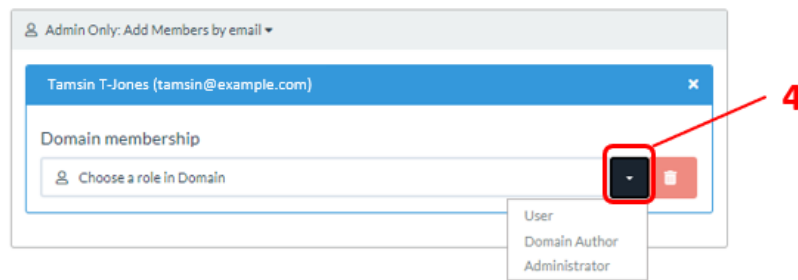 Admin Only: Add Members by email
Tamsin T-Jones (tamsin@example.com)
4
Domain membership
Choose a role in Domain
User
Domain Author
Administrator